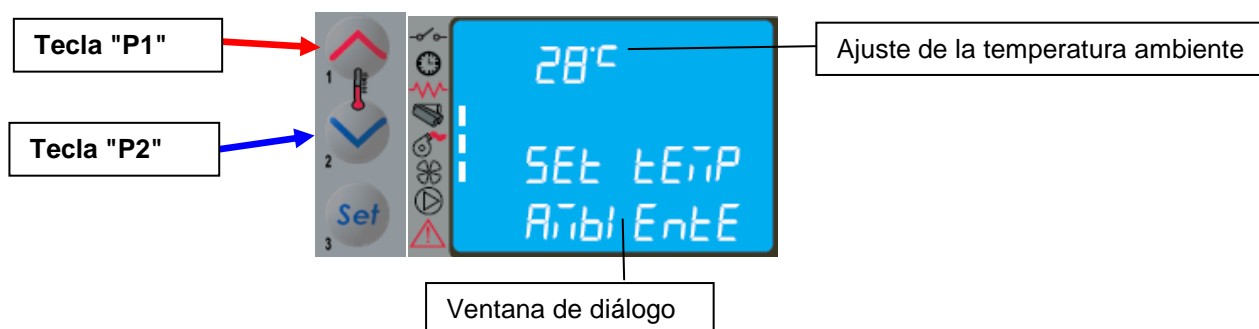 Tecla "P1"
Tecla "P2"
1
2
Set
3
28°C
SEt tEmP
AmbIEntE
Ajuste de la temperatura ambiente
Ventana de diálogo